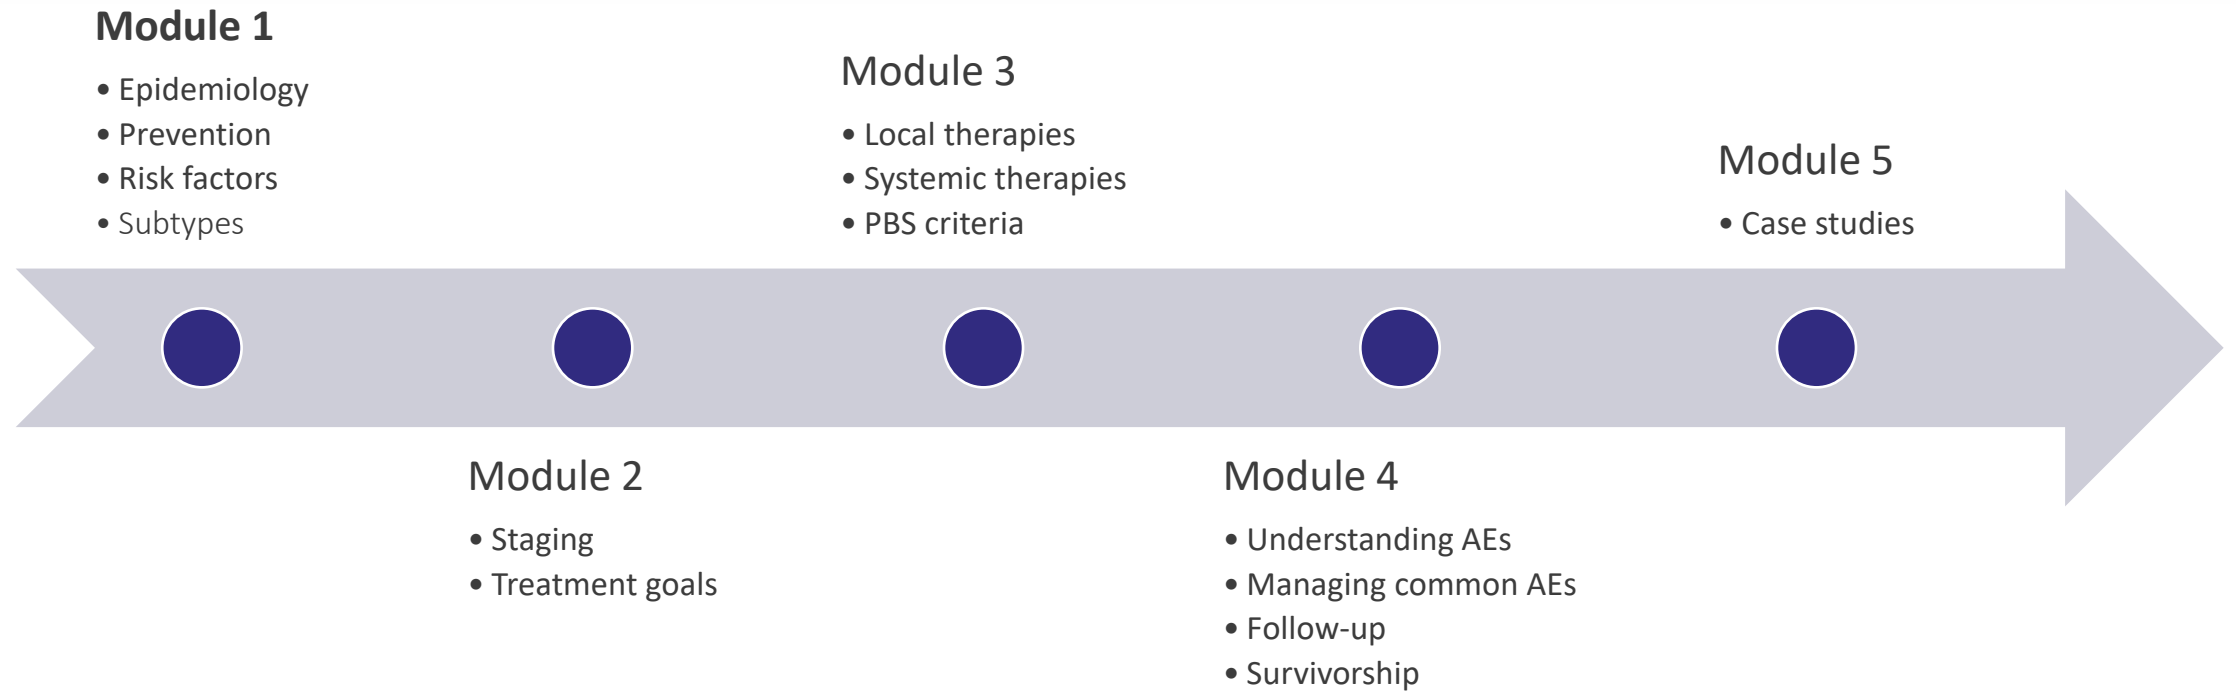 Module 1
• Epidemiology
• Prevention
• Risk factors
• Subtypes
Module 2
• Staging
• Treatment goals
Module 3
• Local therapies
• Systemic therapies
• PBS criteria
Module 4
• Understanding AEs
• Managing common AEs
• Follow-up
• Survivorship
Module 5
• Case studies